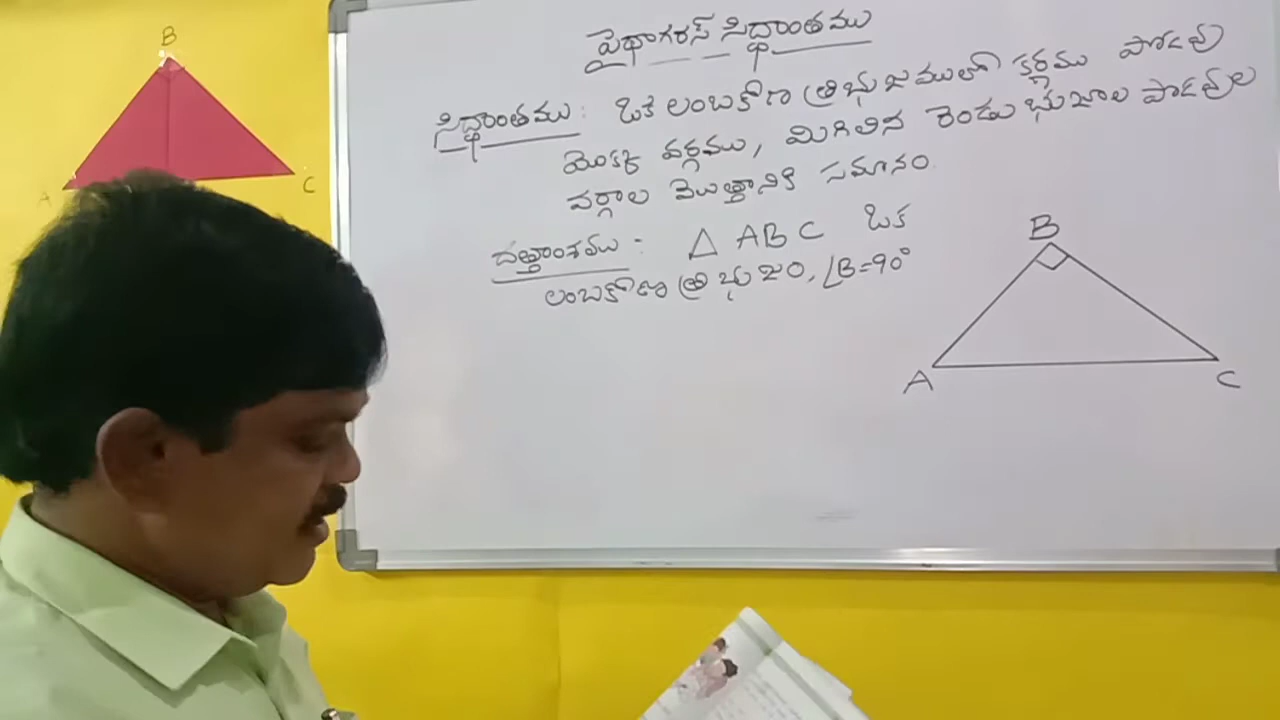 పైథాగరస్ సిద్ధాంతము
సిద్ధాంతము : ఒక లంబకోణ త్రిభుజములో కర్ణము పొడవు
యొక్క వర్గము, మిగిలిన రెండు భుజాల పొడవుల
వర్గాల మొత్తానికి సమానం.
దత్తాంశము : △ ABC ఒక
లంబకోణ త్రిభుజం, ∠B=90°
B
A
C
B
A
C